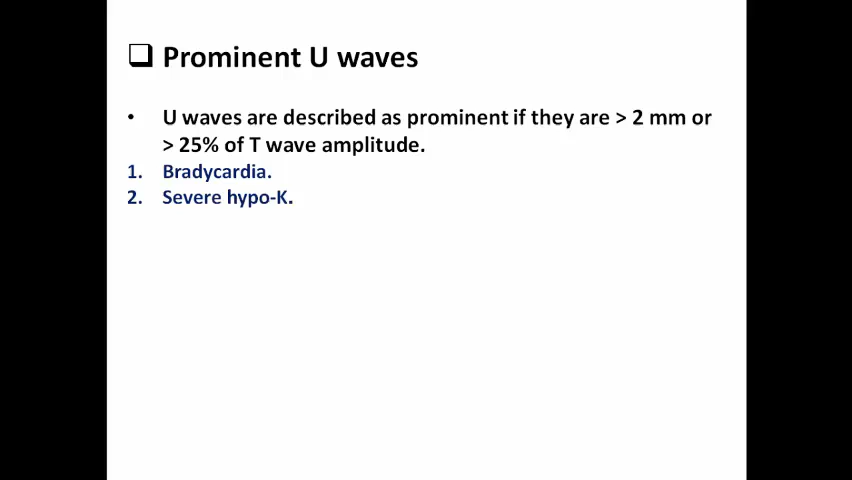 ❑ Prominent U waves
• U waves are described as prominent if they are > 2 mm or
> 25% of T wave amplitude.
1. Bradycardia.
2. Severe hypo-K.